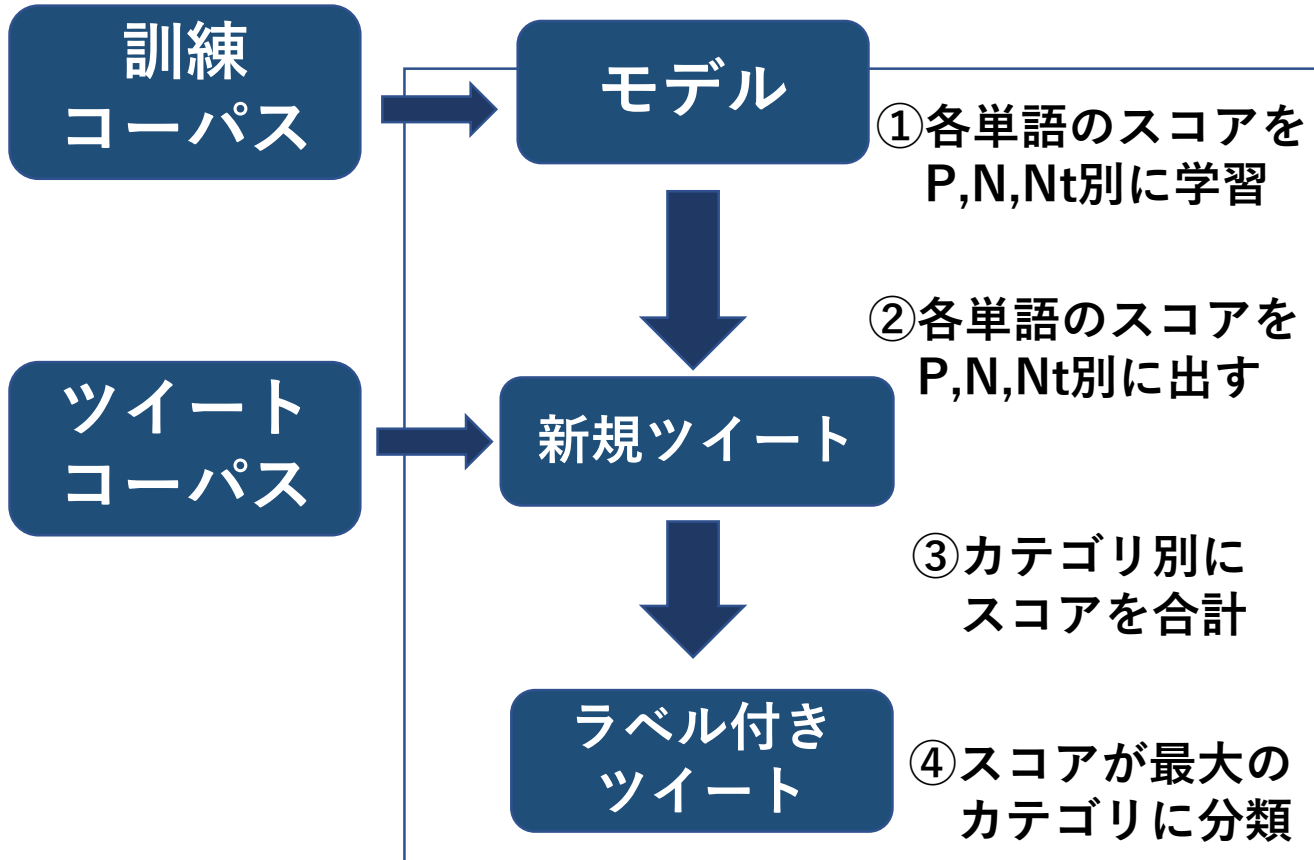 訓練
コーパス
モデル
①各単語のスコアを
P,N,Nt別に学習
②各単語のスコアを
P,N,Nt別に出す
ツイート
コーパス
新規ツイート
③カテゴリ別に
スコアを合計
ラベル付き
ツイート
④スコアが最大の
カテゴリに分類